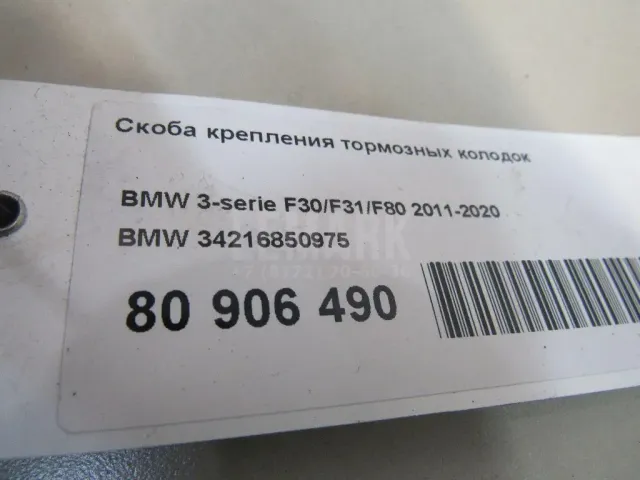 Скоба крепления тормозных колодок
BMW 3-serie F30/F31/F80 2011-2020
BMW 34216850975
80 906 490